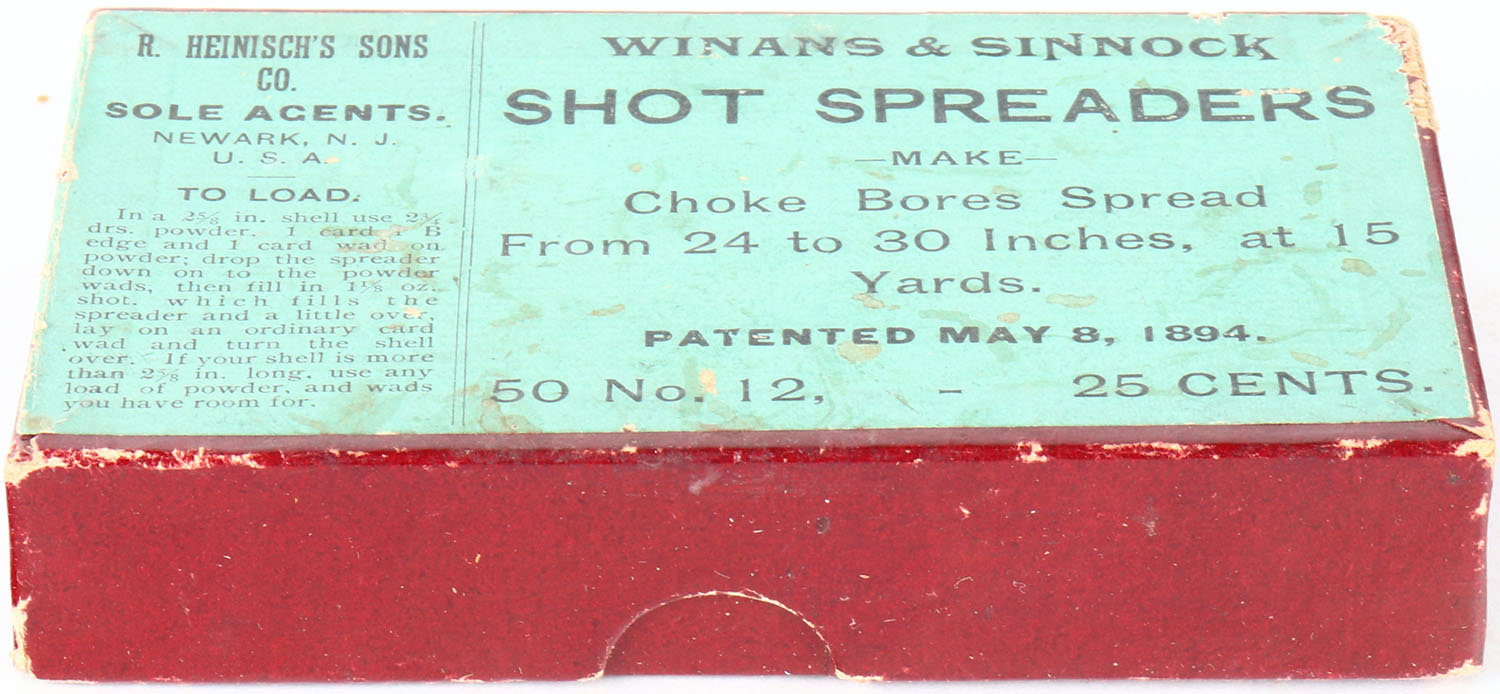 R. HEINISCH'S SONS
CO.
SOLE AGENTS.
NEWARK, N. J.
U. S. A.
TO LOAD.
In a 2⅝ in. shell use 2¾
drs. powder. 1 card 1 B
edge and 1 card wad on
powder; drop the spreader
down on to the powder
wads, then fill in 1⅛ oz.
shot. which fills the
spreader and a little over,
lay on an ordinary card
wad and turn the shell
over. If your shell is more
than 2⅝ in. long, use any
load of powder, and wads
you have room for.
WINANS & SINNOCK
SHOT SPREADERS
—MAKE—
Choke Bores Spread
From 24 to 30 Inches, at 15
Yards.
PATENTED MAY 8, 1894.
50 No. 12, - 25 CENTS.